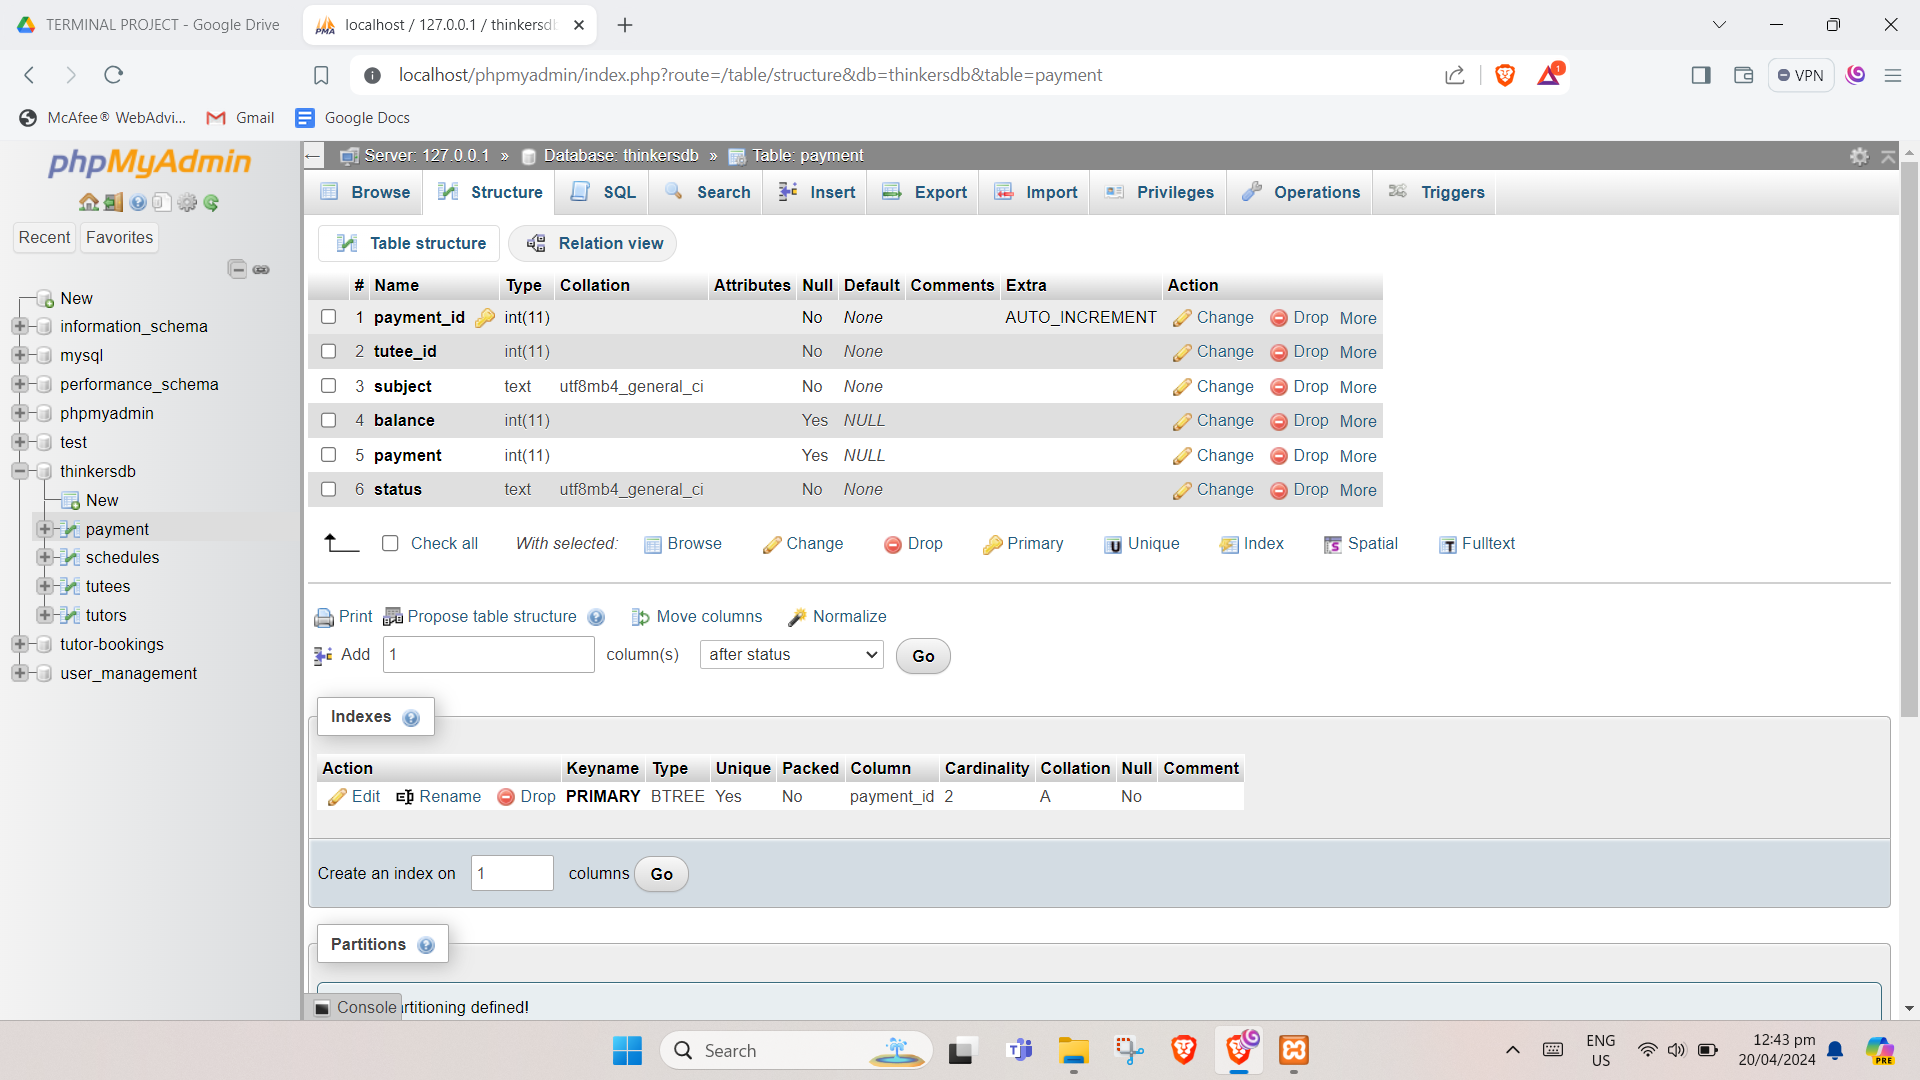 TERMINAL PROJECT - Google Drive
localhost / 127.0.0.1 / thinkersdb
localhost/phpmyadmin/index.php?route=/table/structure&db=thinkersdb&table=payment
1
VPN
McAfee® WebAdvi...
Gmail
Google Docs
phpMyAdmin
Recent
Favorites
New
information_schema
mysql
performance_schema
phpmyadmin
test
thinkersdb
New
payment
schedules
tutees
tutors
tutor-bookings
user_management
Server: 127.0.0.1 » Database: thinkersdb » Table: payment
Browse Structure SQL Search Insert Export Import Privileges Operations Triggers
Table structure Relation view
# Name Type Collation Attributes Null Default Comments Extra Action
1 payment_id int(11) No None AUTO_INCREMENT Change Drop More
2 tutee_id int(11) No None Change Drop More
3 subject text utf8mb4_general_ci No None Change Drop More
4 balance int(11) Yes NULL Change Drop More
5 payment int(11) Yes NULL Change Drop More
6 status text utf8mb4_general_ci No None Change Drop More
Check all With selected: Browse Change Drop Primary Unique Index Spatial Fulltext
Print Propose table structure Move columns Normalize
Add 1 column(s) after status Go
Indexes
Action Keyname Type Unique Packed Column Cardinality Collation Null Comment
Edit Rename Drop PRIMARY BTREE Yes No payment_id 2 A No
Create an index on 1 columns Go
Partitions
Console artitioning defined!
Search
ENG
US
12:43 pm
20/04/2024
PRE